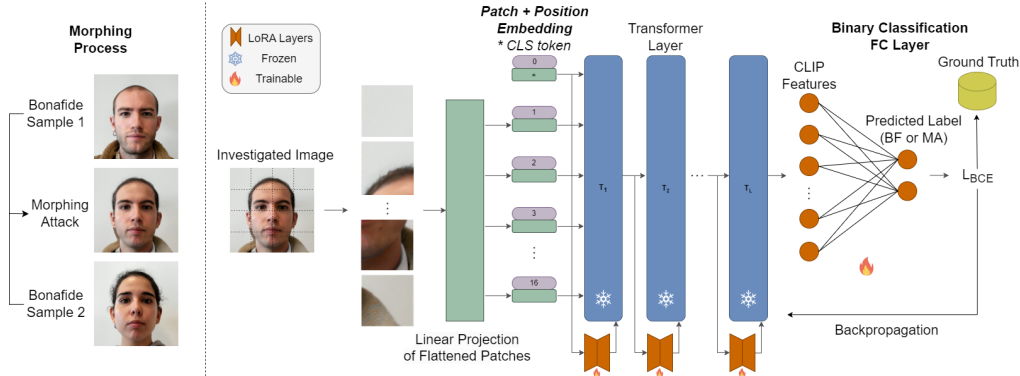 Morphing
Process
Bonafide
Sample 1
Morphing
Attack
Bonafide
Sample 2
LoRA Layers
Frozen
Trainable
Investigated Image
Patch + Position
Embedding
* CLS token
0
*
1
2
3
16
Linear Projection
of Flattened Patches
Transformer
Layer
T1
T2
TL
Binary Classification
FC Layer
CLIP
Features
Predicted Label
(BF or MA)
Ground Truth
LBCE
Backpropagation